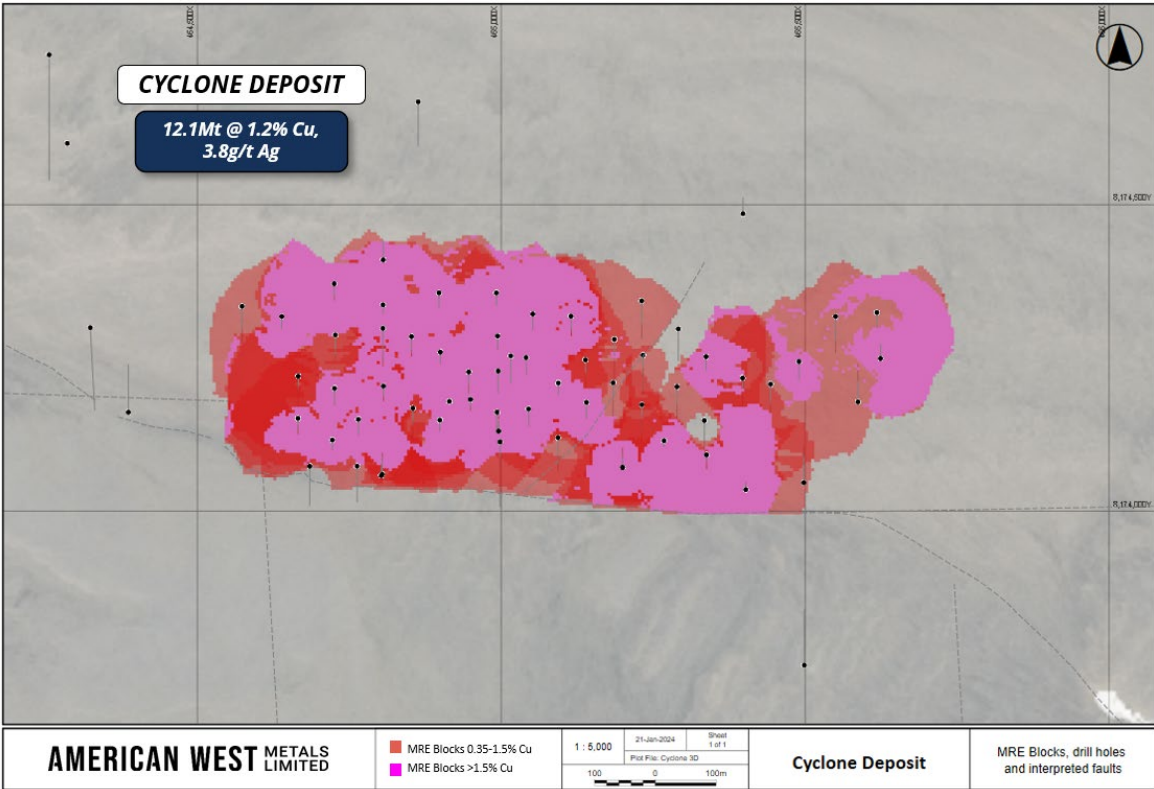 CYCLONE DEPOSIT
12.1Mt @ 1.2% Cu,
3.8g/t Ag
8,174,500Y
8,174,000Y
AMERICAN WEST METALS LIMITED
MRE Blocks 0.35-1.5% Cu
MRE Blocks >1.5% Cu
1 : 5,000
21-Jan-2024
Sheet
1 of 1
Plot File: Cyclone 3D
100 0 100m
Cyclone Deposit
MRE Blocks, drill holes
and interpreted faults